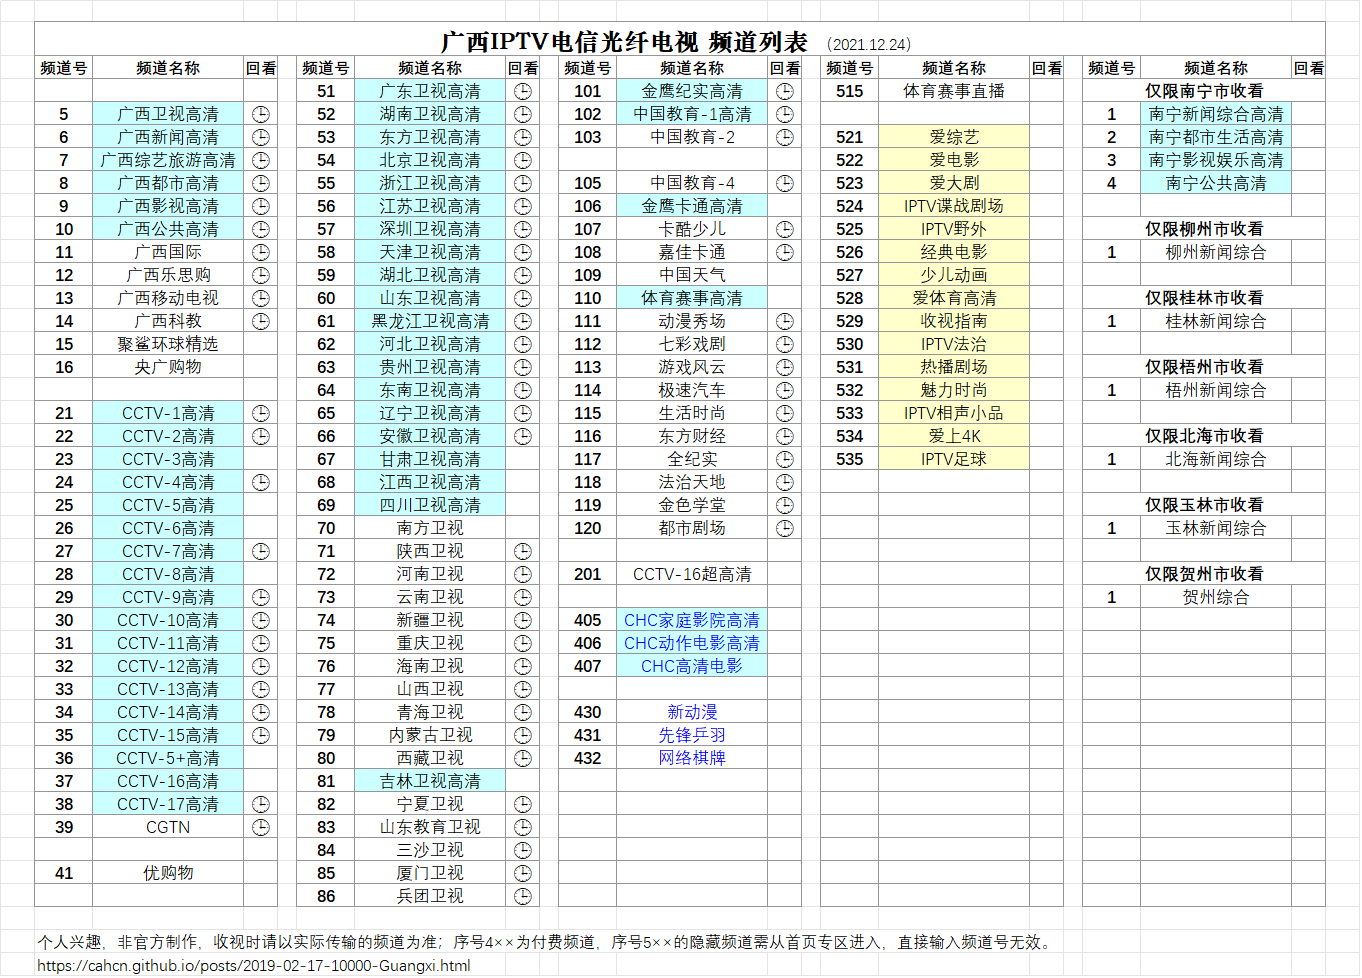 广西IPTV电信光纤电视 频道列表 （2021.12.24）
频道号 频道名称 回看 频道号 频道名称 回看 频道号 频道名称 回看 频道号 频道名称 回看 频道号 频道名称 回看
51 广东卫视高清 101 金鹰纪实高清 515 体育赛事直播 仅限南宁市收看
5 广西卫视高清 52 湖南卫视高清 102 中国教育-1高清 1 南宁新闻综合高清
6 广西新闻高清 53 东方卫视高清 103 中国教育-2 521 爱综艺 2 南宁都市生活高清
7 广西综艺旅游高清 54 北京卫视高清 522 爱电影 3 南宁影视娱乐高清
8 广西都市高清 55 浙江卫视高清 105 中国教育-4 523 爱大剧 4 南宁公共高清
9 广西影视高清 56 江苏卫视高清 106 金鹰卡通高清 524 IPTV谍战剧场
10 广西公共高清 57 深圳卫视高清 107 卡酷少儿 525 IPTV野外 仅限柳州市收看
11 广西国际 58 天津卫视高清 108 嘉佳卡通 526 经典电影 1 柳州新闻综合
12 广西乐思购 59 湖北卫视高清 109 中国天气 527 少儿动画
13 广西移动电视 60 山东卫视高清 110 体育赛事高清 528 爱体育高清 仅限桂林市收看
14 广西科教 61 黑龙江卫视高清 111 动漫秀场 529 收视指南 1 桂林新闻综合
15 聚鲨环球精选 62 河北卫视高清 112 七彩戏剧 530 IPTV法治
16 央广购物 63 贵州卫视高清 113 游戏风云 531 热播剧场 仅限梧州市收看
64 东南卫视高清 114 极速汽车 532 魅力时尚 1 梧州新闻综合
21 CCTV-1高清 65 辽宁卫视高清 115 生活时尚 533 IPTV相声小品
22 CCTV-2高清 66 安徽卫视高清 116 东方财经 534 爱上4K 仅限北海市收看
23 CCTV-3高清 67 甘肃卫视高清 117 全纪实 535 IPTV足球 1 北海新闻综合
24 CCTV-4高清 68 江西卫视高清 118 法治天地
25 CCTV-5高清 69 四川卫视高清 119 金色学堂 仅限玉林市收看
26 CCTV-6高清 70 南方卫视 120 都市剧场 1 玉林新闻综合
27 CCTV-7高清 71 陕西卫视
28 CCTV-8高清 72 河南卫视 201 CCTV-16超高清 仅限贺州市收看
29 CCTV-9高清 73 云南卫视 1 贺州综合
30 CCTV-10高清 74 新疆卫视 405 CHC家庭影院高清
31 CCTV-11高清 75 重庆卫视 406 CHC动作电影高清
32 CCTV-12高清 76 海南卫视 407 CHC高清电影
33 CCTV-13高清 77 山西卫视
34 CCTV-14高清 78 青海卫视 430 新动漫
35 CCTV-15高清 79 内蒙古卫视 431 先锋乒羽
36 CCTV-5+高清 80 西藏卫视 432 网络棋牌
37 CCTV-16高清 81 吉林卫视高清
38 CCTV-17高清 82 宁夏卫视
39 CGTN 83 山东教育卫视
84 三沙卫视
41 优购物 85 厦门卫视
86 兵团卫视
个人兴趣，非官方制作，收视时请以实际传输的频道为准；序号4××为付费频道，序号5××的隐藏频道需从首页专区进入，直接输入频道号无效。
https://cahcn.github.io/posts/2019-02-17-10000-Guangxi.html